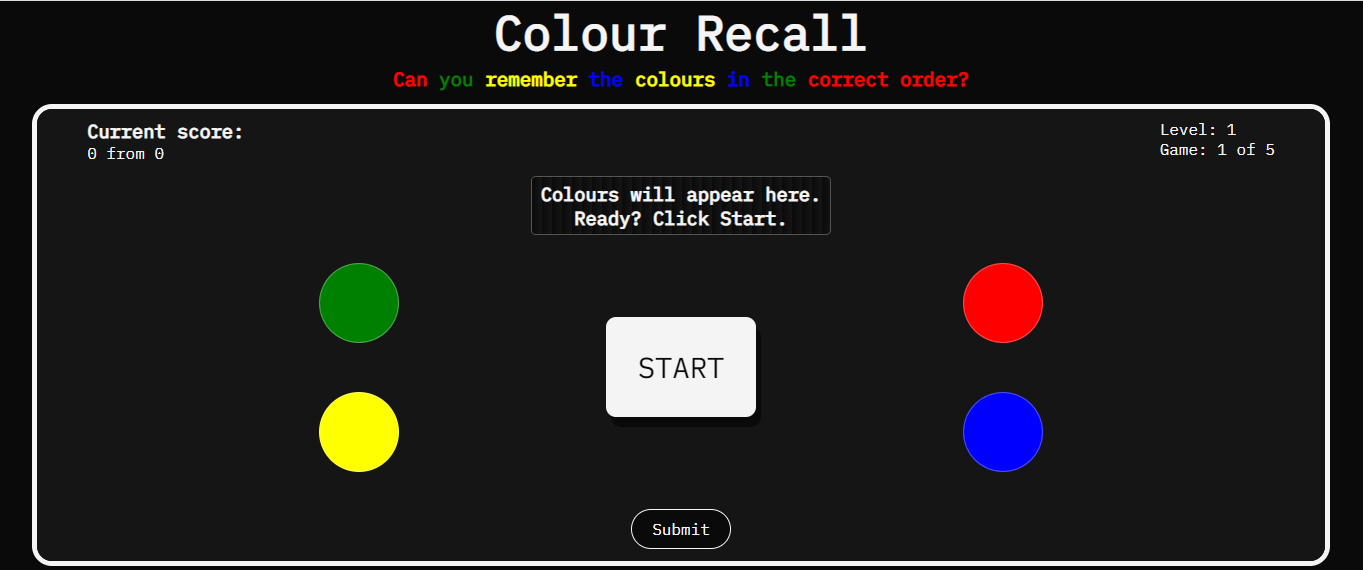 Colour Recall
Can you remember the colours in the correct order?
Current score:
0 from 0
Level: 1
Game: 1 of 5
Colours will appear here.
Ready? Click Start.
START
Submit